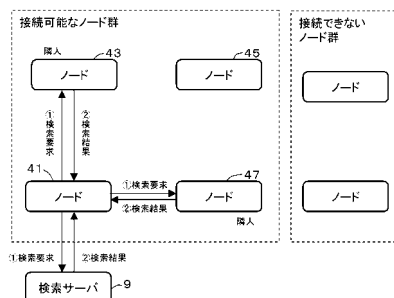 接続可能なノード群
接続できない
ノード群
隣人
43
ノード
45
ノード
ノード
①検索要求
②検索結果
41
ノード
①検索要求
②検索結果
47
ノード
隣人
ノード
①検索要求
②検索結果
検索サーバ
9